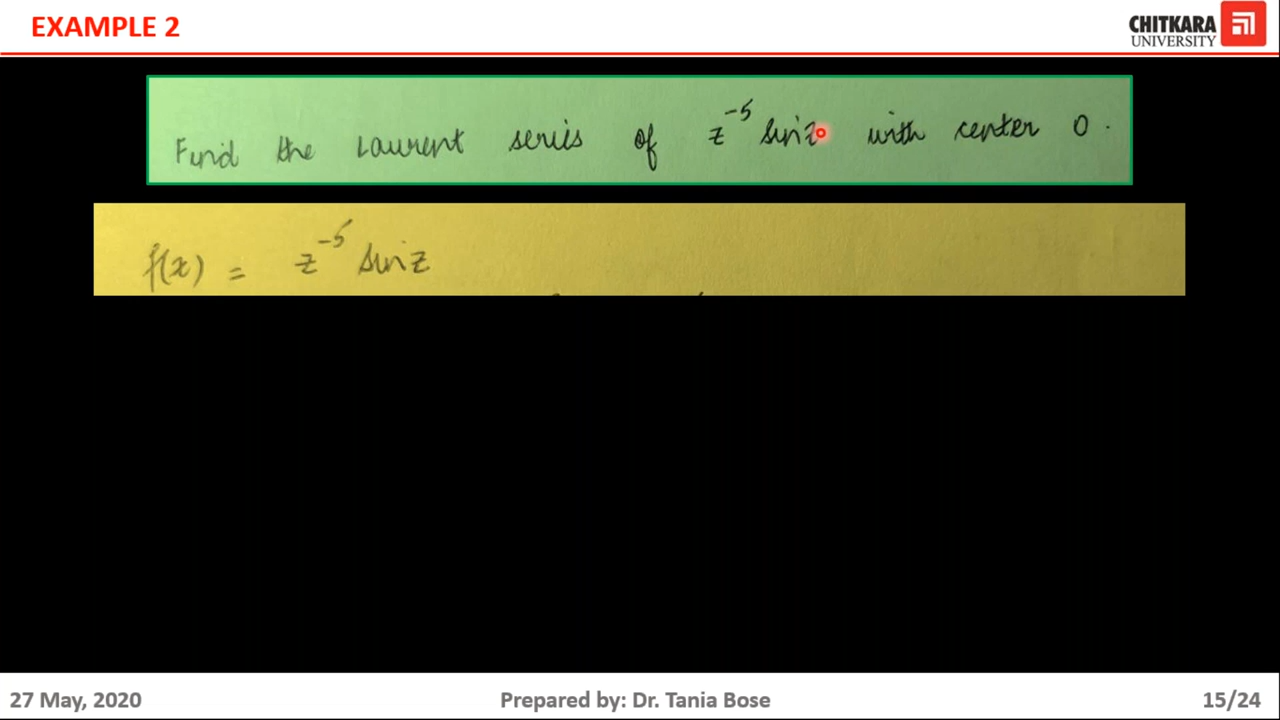 EXAMPLE 2
CHITKARA
UNIVERSITY
Find the Laurent series of z⁻⁵ sin z with center 0.
f(x) = z⁻⁵ sin z
27 May, 2020
Prepared by: Dr. Tania Bose
15/24